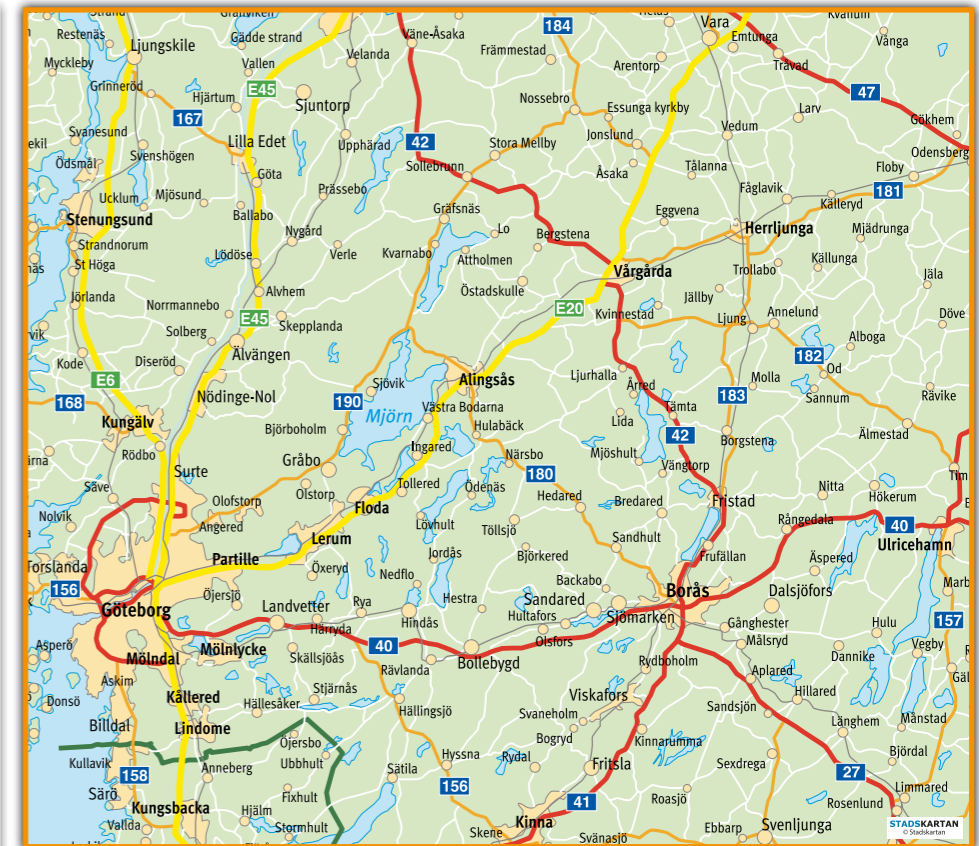 Restenäs
Ljungskile
Gädde strand
Väne-Åsaka
184
Vara
Kvänum
Vånga
Myckleby
Vallen
Velanda
Främmestad
Arentorp
Emtunga
Travad
Grinneröd
Hjärtum
E45
Sjuntorp
Nossebro
Essunga kyrkby
47
Larv
Gökhem
167
Svanesund
Lilla Edet
Upphärad
42
Stora Mellby
Jonslund
Vedum
Odensberg
Ödsmål
Svenshögen
Göta
Sollebrunn
Åsaka
Tålanna
Floby
Ucklum
Mjösund
Prässebo
Fåglavik
181
Stenungsund
Ballabo
Gräfsnäs
Eggvena
Källeryd
Strandnorum
Nygård
Lo
Bergstena
Herrljunga
Mjädrunga
St Höga
Lödöse
Verle
Kvarnabo
Attholmen
Vårgårda
Trollabo
Källunga
Jörlanda
Alvhem
Östadskulle
Jällby
Jäla
Norrmannebo
E45
Skepplanda
E20
Kvinnestad
Ljung
Annelund
Döve
Solberg
Alboga
Kode
Diseröd
Älvängen
182
Od
E6
Sjövik
Alingsås
Ljurhalla
Årred
Molla
168
Nödinge-Nol
190
Mjörn
Västra Bodarna
183
Sannum
Rävike
Kungälv
Björboholm
Hulabäck
Lida
Tämta
42
Borgstena
Älmestad
Rödbo
Ingared
Närsbo
Mjöshult
Surte
Gråbo
180
Vängtorp
Säve
Olstorp
Tollered
Ödenäs
Hedared
Bredared
Fristad
Nitta
Hökerum
Nolvik
Olofstorp
Floda
Rångedala
40
Angered
Lövhult
Töllsjö
Ulricehamn
Lerum
Sandhult
Partille
Jordås
Björkered
Frufällan
Äspered
Torslanda
Öxeryd
Nedflo
Backabo
156
Öjersjö
Hestra
Sandared
Borås
Dalsjöfors
Göteborg
Landvetter
Rya
Hindås
Hultafors
Sjömarken
Gånghester
Hulu
157
Härryda
40
Olsfors
Målsryd
Asperö
Mölnlycke
Vegby
Mölndal
Skällsjöås
Rävlanda
Bollebygd
Rydboholm
Dannike
Askim
Aplared
Donsö
Kållered
Stjärnås
Viskafors
Hillared
Hällesåker
Hällingsjö
Sandsjön
Billdal
Lindome
Svaneholm
Länghem
Månstad
Öjersbo
Bogryd
Kinnarumma
Kullavik
Ubbhult
Hyssna
Rydal
Björdal
158
Anneberg
Sätila
Fritsla
Sexdrega
27
Särö
Fixhult
156
Limmared
Kungsbacka
Hjälm
41
Roasjö
Rosenlund
Vallda
Stormhult
Skene
Kinna
Svänasjö
Ebbarp
Svenljunga
STADSKARTAN
© Stadskartan